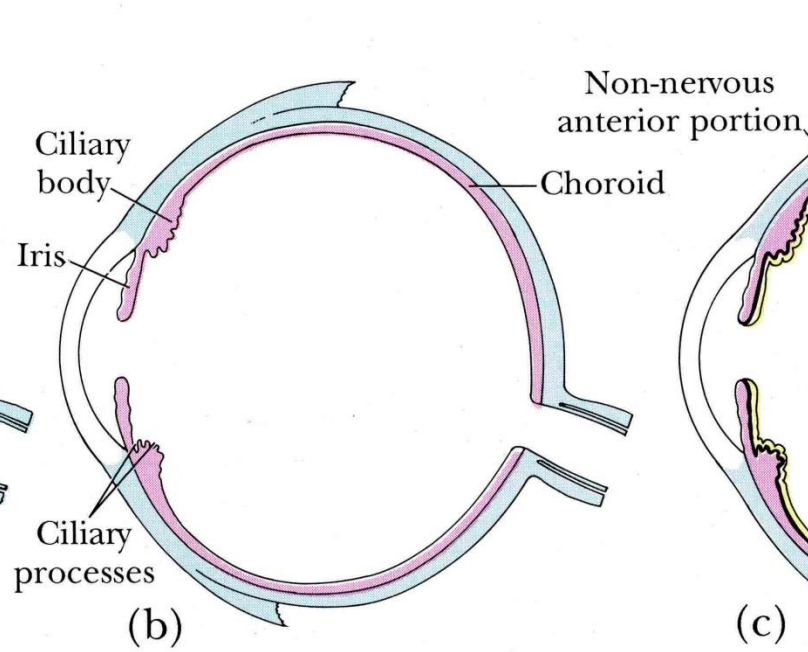 Non-nervous
anterior portion
Ciliary
body
Choroid
Iris
Ciliary
processes
(b)
(c)